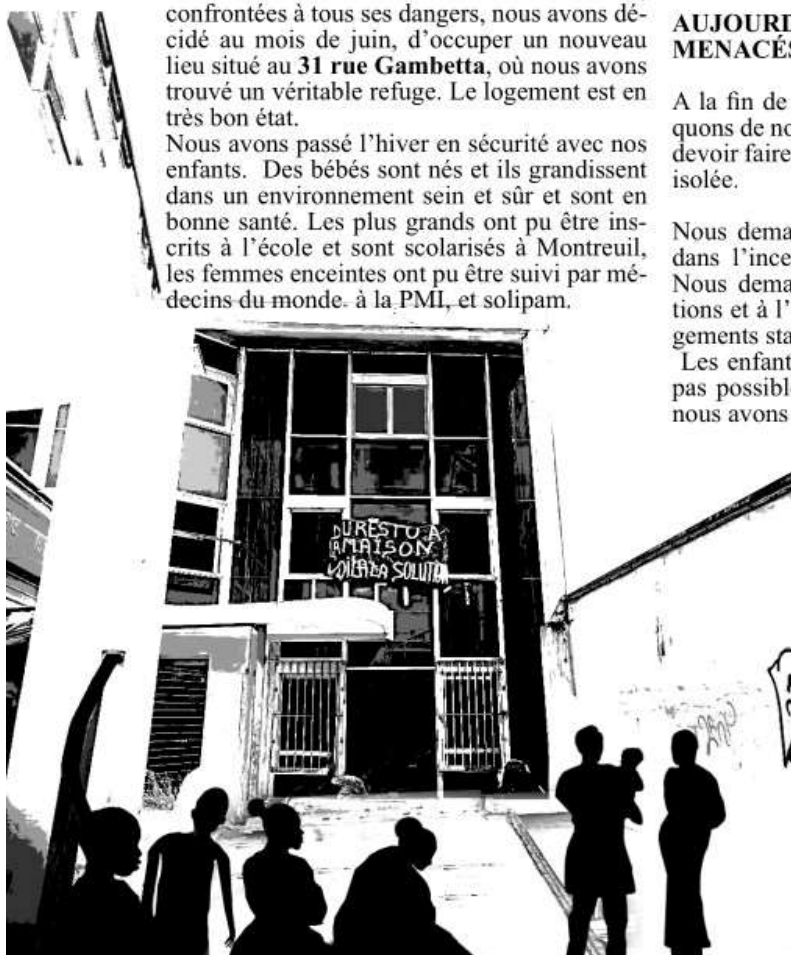 confrontées à tous ses dangers, nous avons dé-
cidé au mois de juin, d’occuper un nouveau
lieu situé au 31 rue Gambetta, où nous avons
trouvé un véritable refuge. Le logement est en
très bon état.
Nous avons passé l’hiver en sécurité avec nos
enfants. Des bébés sont nés et ils grandissent
dans un environnement sein et sûr et sont en
bonne santé. Les plus grands ont pu être ins-
crits à l’école et sont scolarisés à Montreuil,
les femmes enceintes ont pu être suivi par mé-
decins du monde. à la PMI, et solipam.
AUJOURD
MENACÉS
A la fin de
quons de no
devoir faire
isolée.
Nous dema
dans l’ince
Nous dema
tions et à l’
gements sta
Les enfant
pas possibl
nous avons
DU RESTO A
LA MAISON
VOILA LA SOLUTION